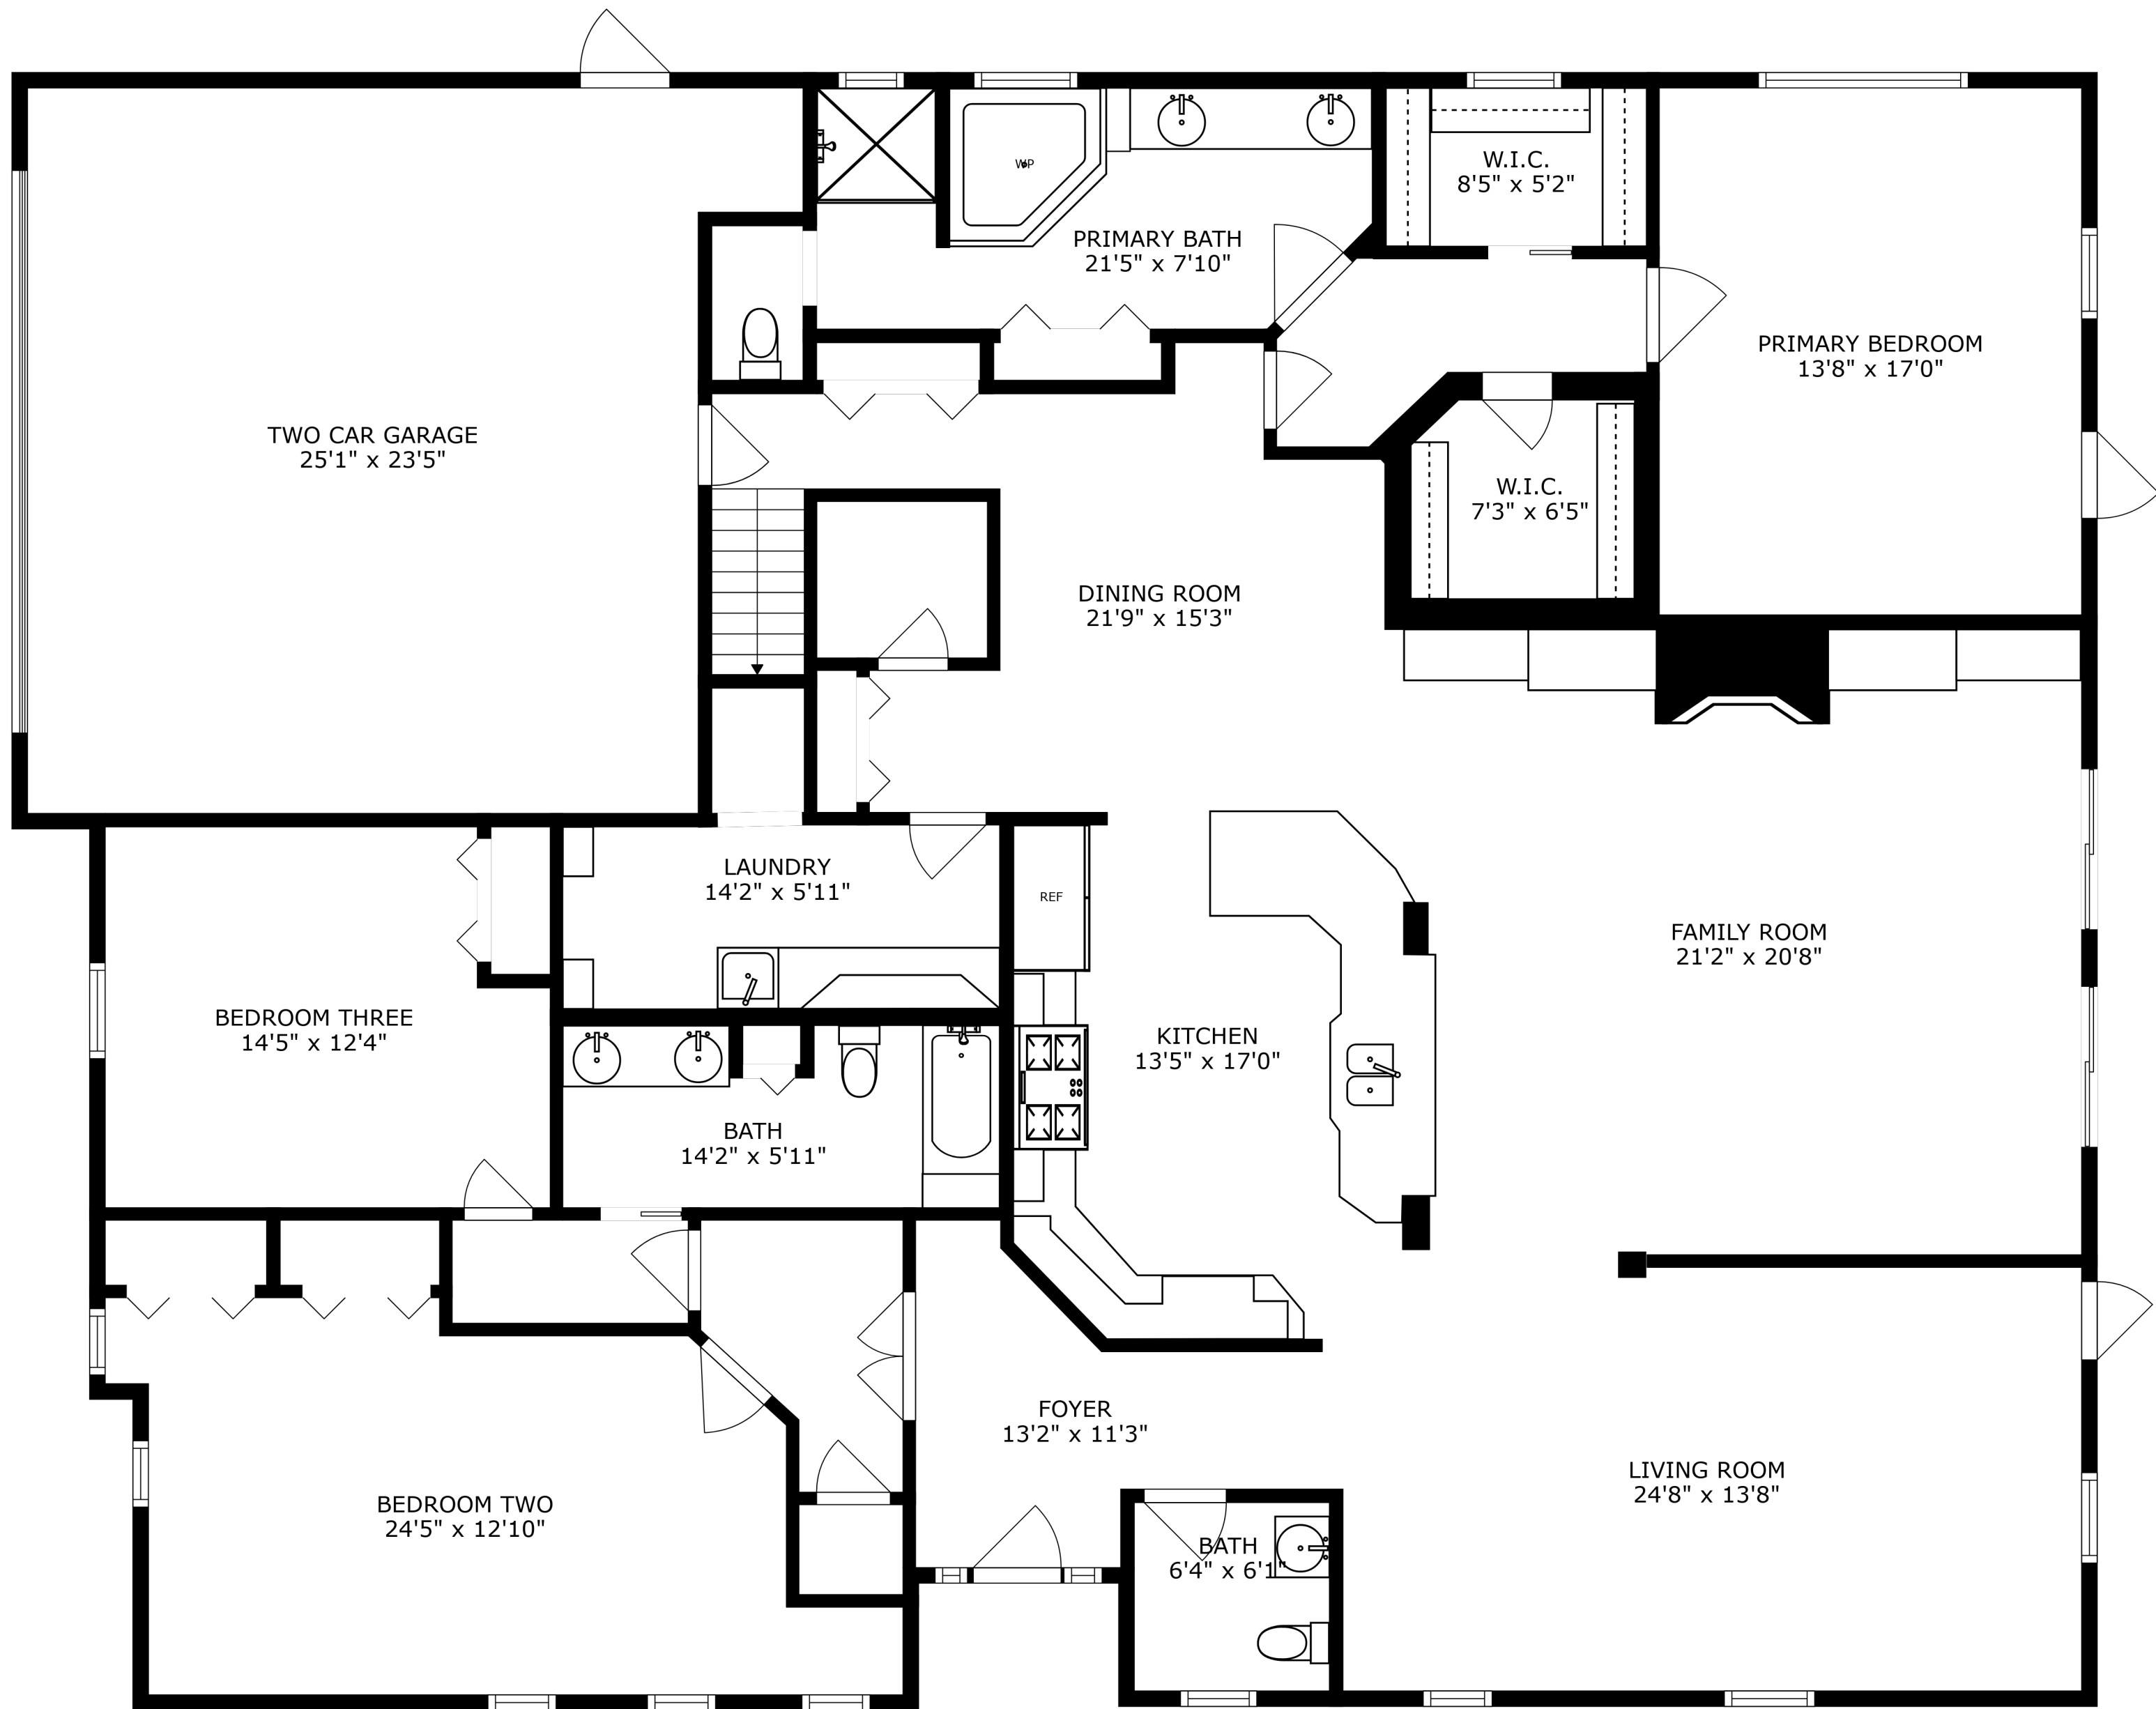 W.I.C.
8'5" x 5'2"
WP
PRIMARY BATH
21'5" x 7'10"
PRIMARY BEDROOM
13'8" x 17'0"
TWO CAR GARAGE
25'1" x 23'5"
W.I.C.
7'3" x 6'5"
DINING ROOM
21'9" x 15'3"
LAUNDRY
14'2" x 5'11"
REF
FAMILY ROOM
21'2" x 20'8"
BEDROOM THREE
14'5" x 12'4"
KITCHEN
13'5" x 17'0"
BATH
14'2" x 5'11"
FOYER
13'2" x 11'3"
LIVING ROOM
24'8" x 13'8"
BEDROOM TWO
24'5" x 12'10"
BATH
6'4" x 6'1"